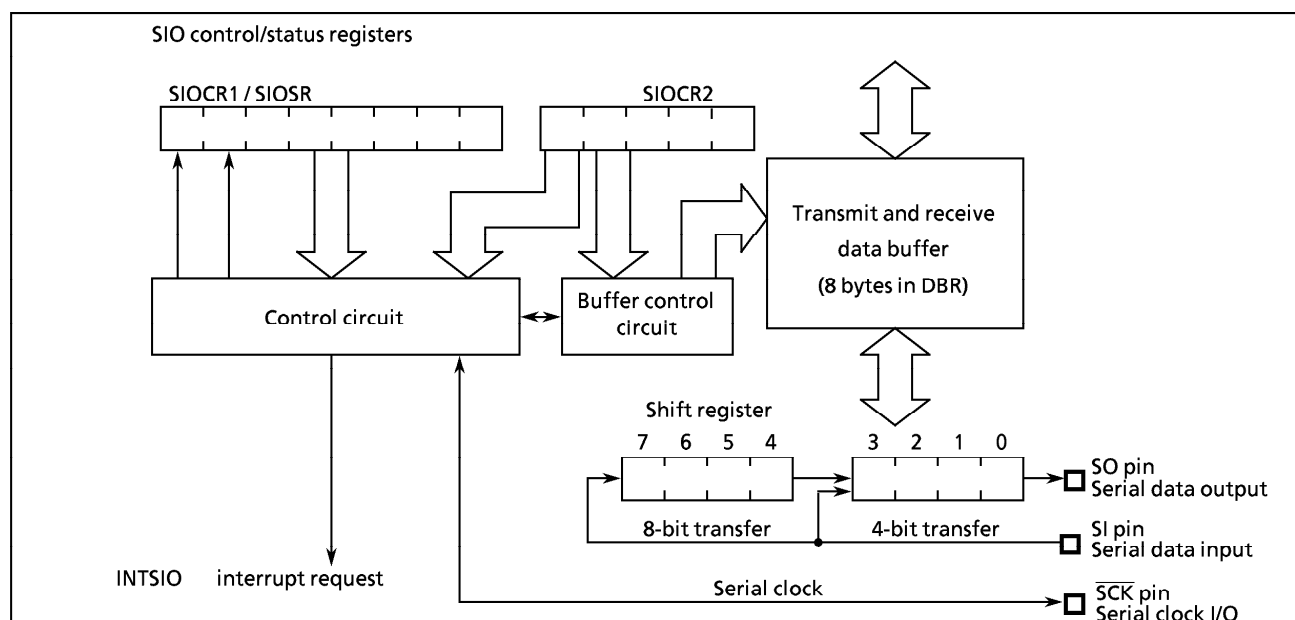 SIO control/status registers
SIOCR1 / SIOSR
SIOCR2
Transmit and receive
data buffer
(8 bytes in DBR)
Control circuit
Buffer control
circuit
Shift register
7 6 5 4
3 2 1 0
SO pin
Serial data output
8-bit transfer
4-bit transfer
SI pin
Serial data input
INTSIO interrupt request
Serial clock
S̅C̅K̅ pin
Serial clock I/O